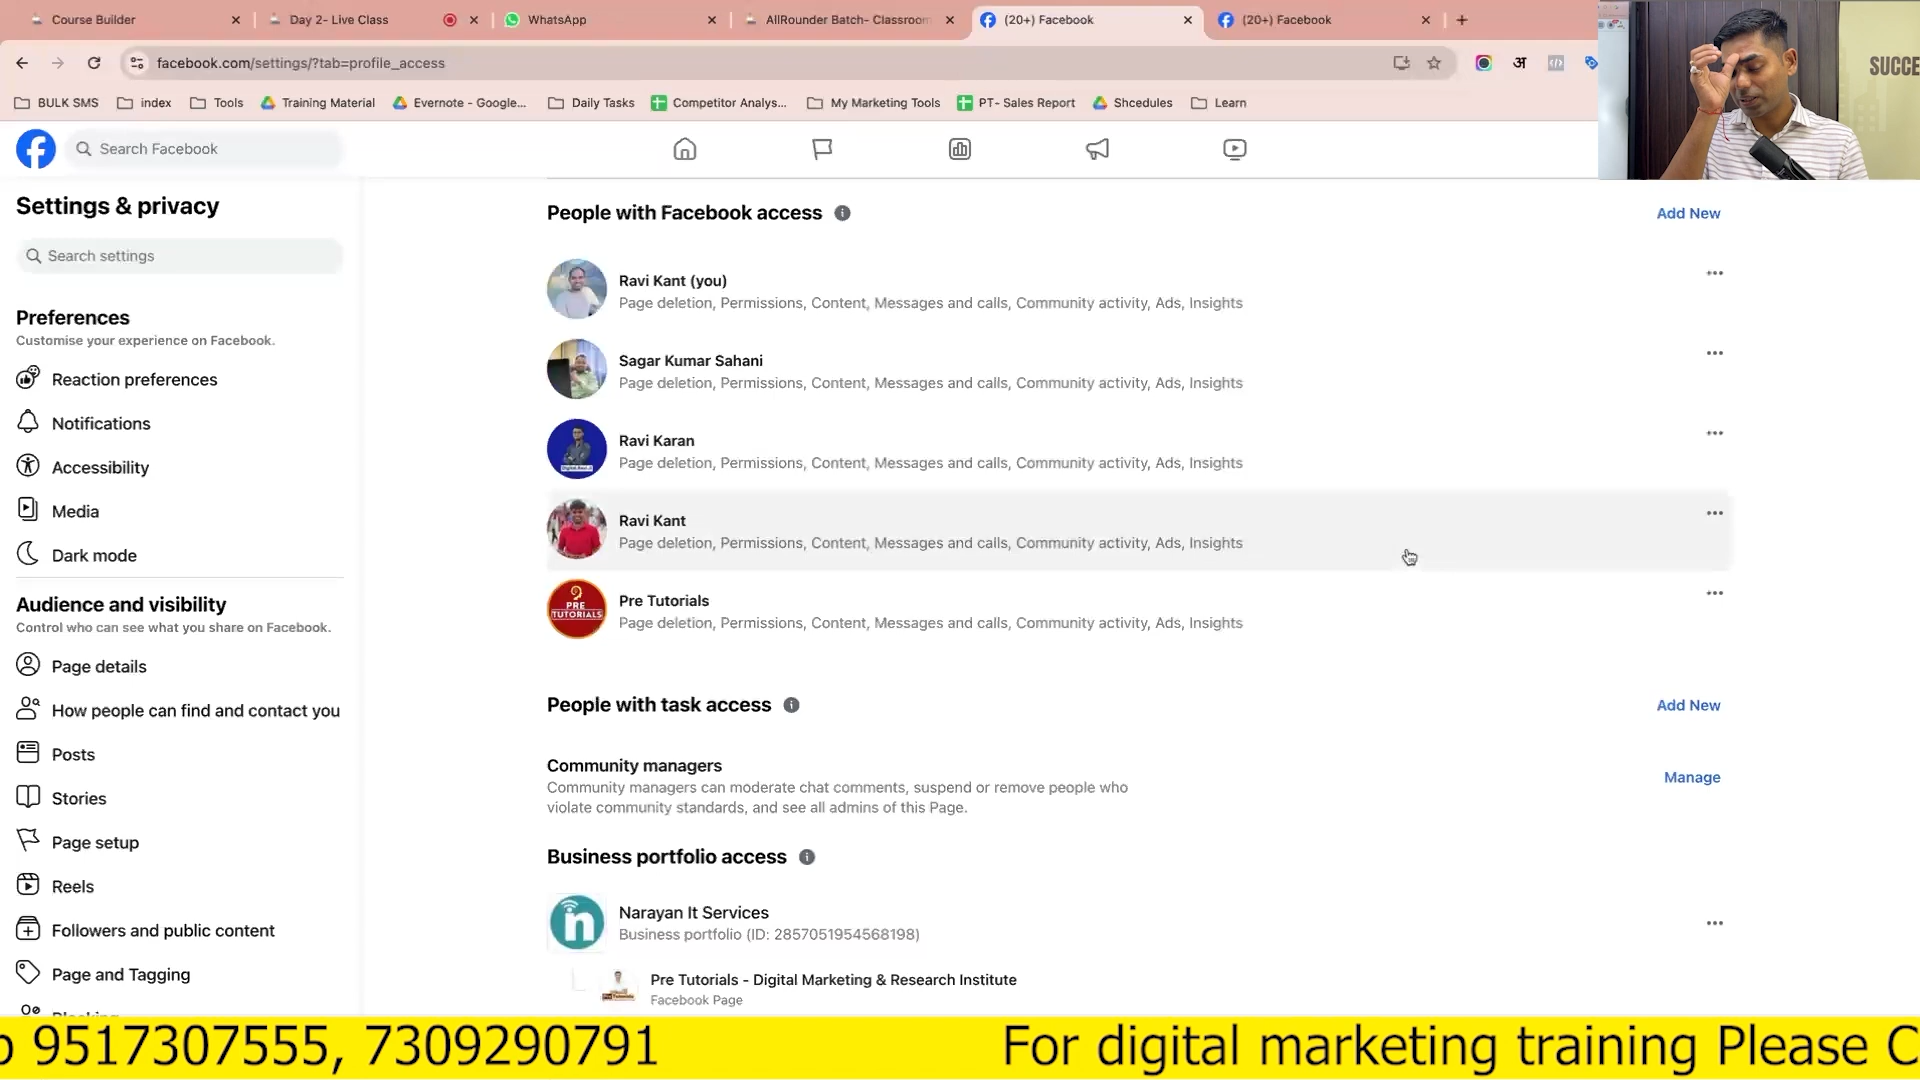 Course Builder
Day 2- Live Class
WhatsApp
AllRounder Batch- Classroom
(20+) Facebook
(20+) Facebook
facebook.com/settings/?tab=profile_access
अ
BULK SMS
index
Tools
Training Material
Evernote - Google...
Daily Tasks
Competitor Analys...
My Marketing Tools
PT- Sales Report
Shcedules
Learn
SUCCE
Search Facebook
Settings & privacy
Search settings
Preferences
Customise your experience on Facebook.
Reaction preferences
Notifications
Accessibility
Media
Dark mode
Audience and visibility
Control who can see what you share on Facebook.
Page details
How people can find and contact you
Posts
Stories
Page setup
Reels
Followers and public content
Page and Tagging
Blocking
People with Facebook access
Add New
Ravi Kant (you)
Page deletion, Permissions, Content, Messages and calls, Community activity, Ads, Insights
Sagar Kumar Sahani
Page deletion, Permissions, Content, Messages and calls, Community activity, Ads, Insights
Ravi Karan
Page deletion, Permissions, Content, Messages and calls, Community activity, Ads, Insights
Ravi Kant
Page deletion, Permissions, Content, Messages and calls, Community activity, Ads, Insights
PRE
TUTORIALS
Pre Tutorials
Page deletion, Permissions, Content, Messages and calls, Community activity, Ads, Insights
People with task access
Add New
Community managers
Community managers can moderate chat comments, suspend or remove people who
violate community standards, and see all admins of this Page.
Manage
Business portfolio access
Narayan It Services
Business portfolio (ID: 2857051954568198)
Pre Tutorials - Digital Marketing & Research Institute
Facebook Page
9517307555, 7309290791
For digital marketing training Please C